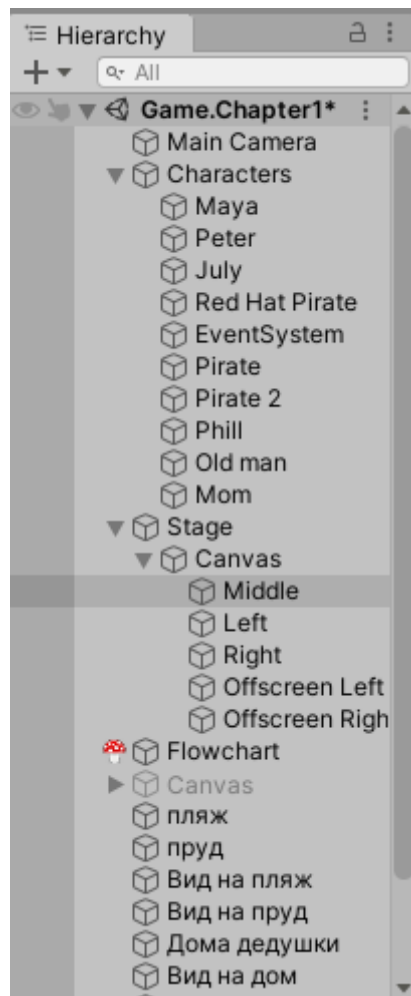 Hierarchy
All
Game.Chapter1*
Main Camera
Characters
Maya
Peter
July
Red Hat Pirate
EventSystem
Pirate
Pirate 2
Phill
Old man
Mom
Stage
Canvas
Middle
Left
Right
Offscreen Left
Offscreen Righ
Flowchart
Canvas
пляж
пруд
Вид на пляж
Вид на пруд
Дома дедушки
Вид на дом